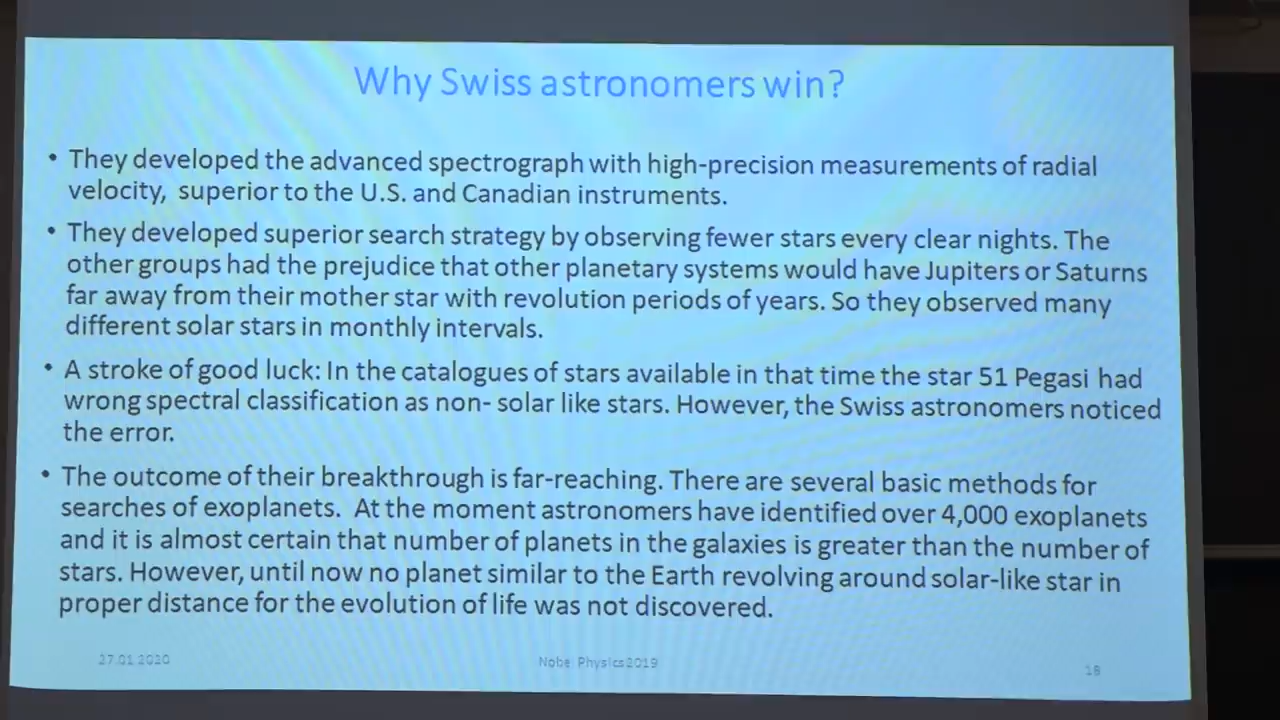 Why Swiss astronomers win?
• They developed the advanced spectrograph with high-precision measurements of radial
velocity, superior to the U.S. and Canadian instruments.
• They developed superior search strategy by observing fewer stars every clear nights. The
other groups had the prejudice that other planetary systems would have Jupiters or Saturns
far away from their mother star with revolution periods of years. So they observed many
different solar stars in monthly intervals.
• A stroke of good luck: In the catalogues of stars available in that time the star 51 Pegasi had
wrong spectral classification as non- solar like stars. However, the Swiss astronomers noticed
the error.
• The outcome of their breakthrough is far-reaching. There are several basic methods for
searches of exoplanets. At the moment astronomers have identified over 4,000 exoplanets
and it is almost certain that number of planets in the galaxies is greater than the number of
stars. However, until now no planet similar to the Earth revolving around solar-like star in
proper distance for the evolution of life was not discovered.
27.01.2020
Nobel Physics2019
18